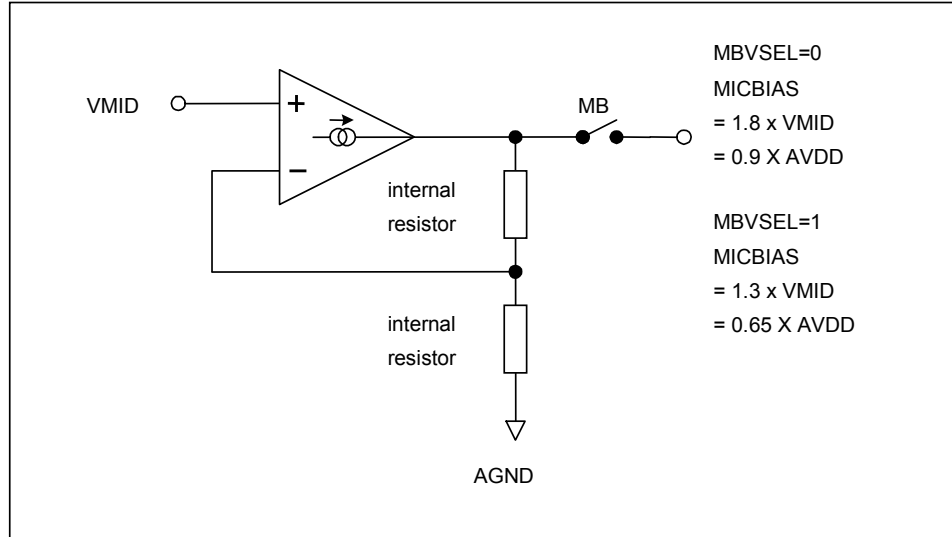 VMID
+
−
MB
internal
resistor
internal
resistor
AGND
MBVSEL=0
MICBIAS
= 1.8 x VMID
= 0.9 X AVDD
MBVSEL=1
MICBIAS
= 1.3 x VMID
= 0.65 X AVDD